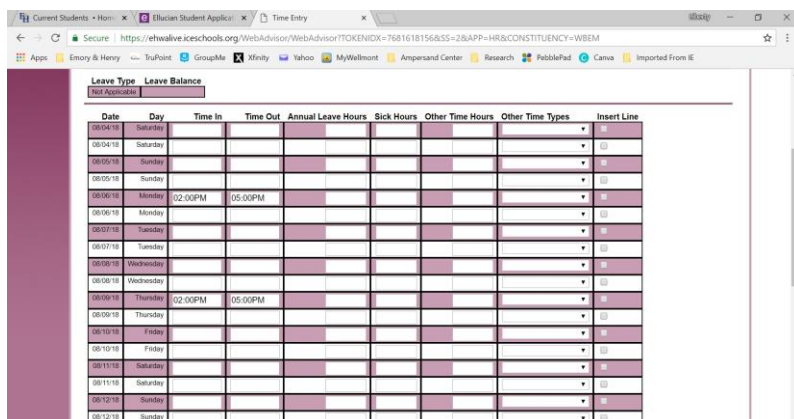 Current Students • Hom
Ellucian Student Applicat
Time Entry
Secure | https://ehwalive.iceschools.org/WebAdvisor/WebAdvisor?TOKENIDX=7681618156&SS=2&APP=HR&CONSTITUENCY=WBEM
Apps Emory & Henry TruPoint GroupMe Xfinity Yahoo MyWellmont Ampersand Center Research PebblePad Canva Imported From IE
Leave Type Leave Balance
Not Applicable
Date Day Time In Time Out Annual Leave Hours Sick Hours Other Time Hours Other Time Types Insert Line
08/04/18 Saturday
08/04/18 Saturday
08/05/18 Sunday
08/05/18 Sunday
08/06/18 Monday 02:00PM 05:00PM
08/06/18 Monday
08/07/18 Tuesday
08/07/18 Tuesday
08/08/18 Wednesday
08/08/18 Wednesday
08/09/18 Thursday 02:00PM 05:00PM
08/09/18 Thursday
08/10/18 Friday
08/10/18 Friday
08/11/18 Saturday
08/11/18 Saturday
08/12/18 Sunday
08/12/18 Sunday